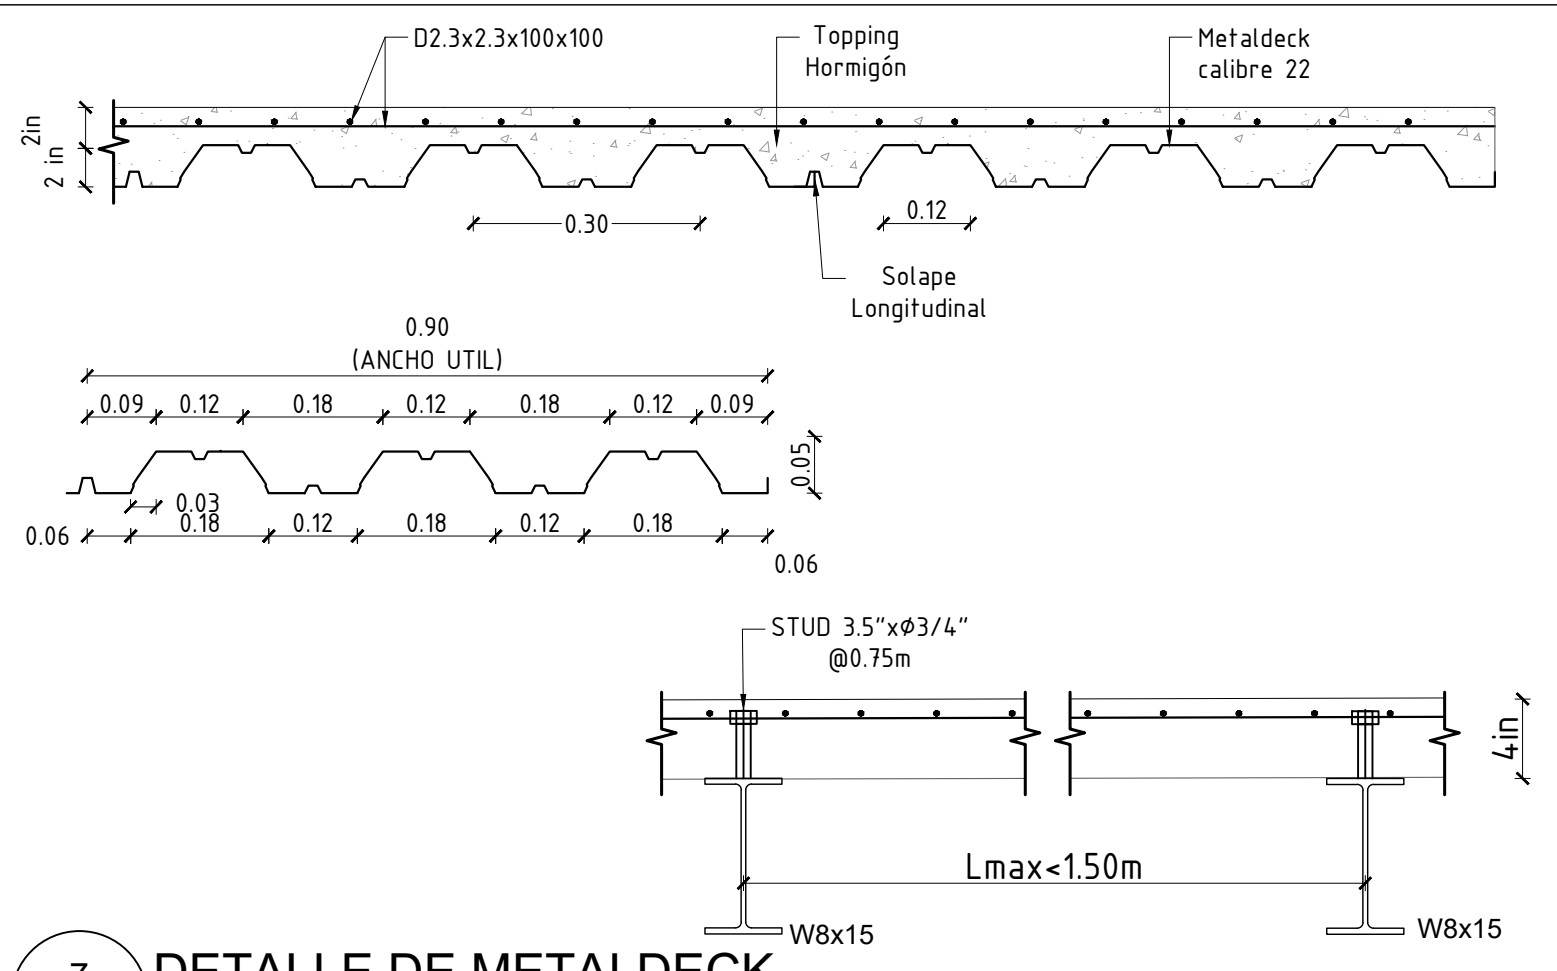 D2.3x2.3x100x100
Topping
Hormigón
Metaldeck
calibre 22
2in
2 in
0.30
0.12
Solape
Longitudinal
0.90
(ANCHO UTIL)
0.09 0.12 0.18 0.12 0.18 0.12 0.09
0.05
0.03
0.06 0.18 0.12 0.18 0.12 0.18
0.06
STUD 3.5"xϕ3/4"
@0.75m
4in
Lmax<1.50m
W8x15
W8x15
DETALLE DE METALDECK